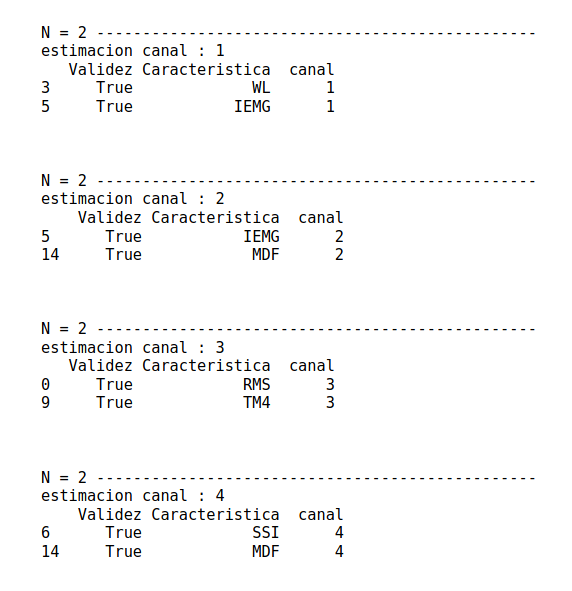 N = 2 ------------------------------------------------
estimacion canal : 1
   Validez Caracteristica  canal
3     True             WL      1
5     True           IEMG      1
N = 2 ------------------------------------------------
estimacion canal : 2
    Validez Caracteristica  canal
5      True           IEMG      2
14     True            MDF      2
N = 2 ------------------------------------------------
estimacion canal : 3
   Validez Caracteristica  canal
0     True            RMS      3
9     True            TM4      3
N = 2 ------------------------------------------------
estimacion canal : 4
    Validez Caracteristica  canal
6      True            SSI      4
14     True            MDF      4